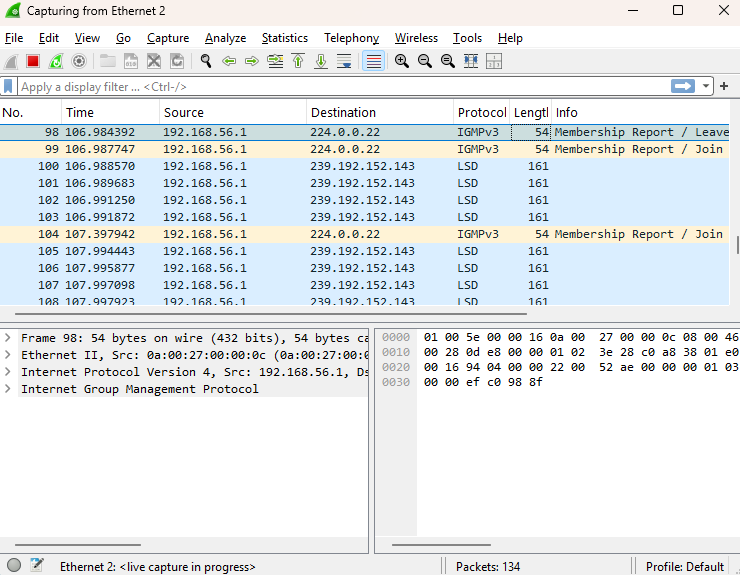 Capturing from Ethernet 2
File Edit View Go Capture Analyze Statistics Telephony Wireless Tools Help
Apply a display filter ... <Ctrl-/>
No. Time Source Destination Protocol Lengtl Info
98 106.984392 192.168.56.1 224.0.0.22 IGMPv3 54 Membership Report / Leave
99 106.987747 192.168.56.1 224.0.0.22 IGMPv3 54 Membership Report / Join
100 106.988570 192.168.56.1 239.192.152.143 LSD 161
101 106.989683 192.168.56.1 239.192.152.143 LSD 161
102 106.991250 192.168.56.1 239.192.152.143 LSD 161
103 106.991872 192.168.56.1 239.192.152.143 LSD 161
104 107.397942 192.168.56.1 224.0.0.22 IGMPv3 54 Membership Report / Join
105 107.994443 192.168.56.1 239.192.152.143 LSD 161
106 107.995877 192.168.56.1 239.192.152.143 LSD 161
107 107.997098 192.168.56.1 239.192.152.143 LSD 161
108 107.997923 192.168.56.1 239.192.152.143 LSD 161
Frame 98: 54 bytes on wire (432 bits), 54 bytes ca
Ethernet II, Src: 0a:00:27:00:00:0c (0a:00:27:00:0
Internet Protocol Version 4, Src: 192.168.56.1, Ds
Internet Group Management Protocol
0000 01 00 5e 00 00 16 0a 00 27 00 00 0c 08 00 46
0010 00 28 0d e8 00 00 01 02 3e 28 c0 a8 38 01 e0
0020 00 16 94 04 00 00 22 00 52 ae 00 00 00 01 03
0030 00 00 ef c0 98 8f
Ethernet 2: <live capture in progress> Packets: 134 Profile: Default